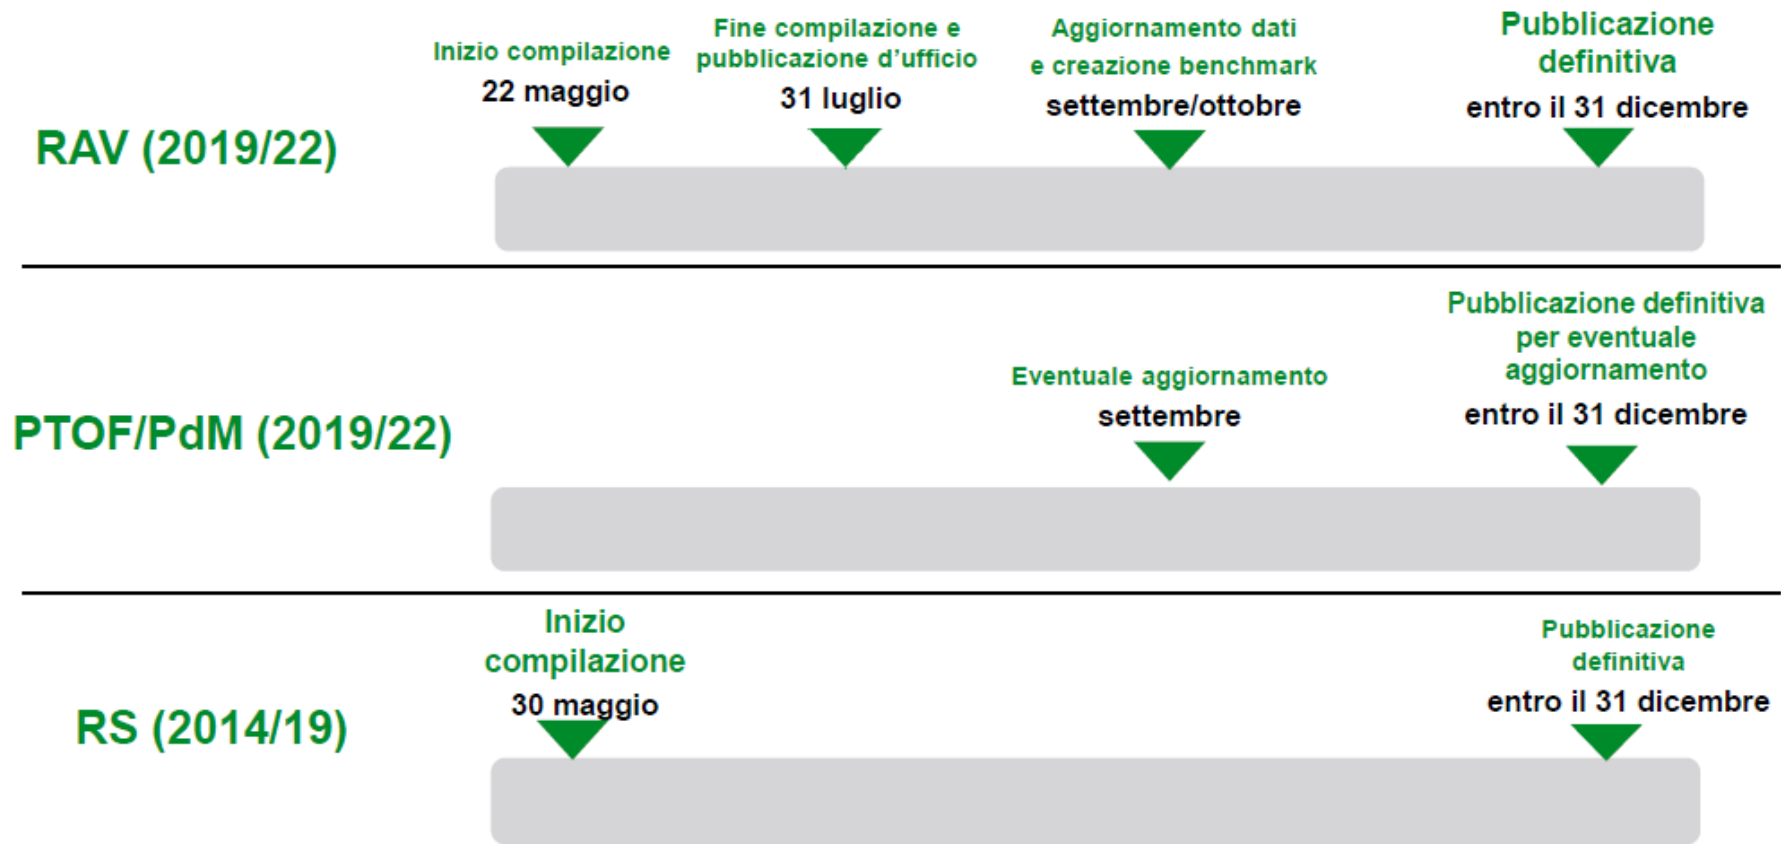 RAV (2019/22)
Inizio compilazione
22 maggio
Fine compilazione e
pubblicazione d'ufficio
31 luglio
Aggiornamento dati
e creazione benchmark
settembre/ottobre
Pubblicazione
definitiva
entro il 31 dicembre
PTOF/PdM (2019/22)
Eventuale aggiornamento
settembre
Pubblicazione definitiva
per eventuale
aggiornamento
entro il 31 dicembre
RS (2014/19)
Inizio
compilazione
30 maggio
Pubblicazione
definitiva
entro il 31 dicembre